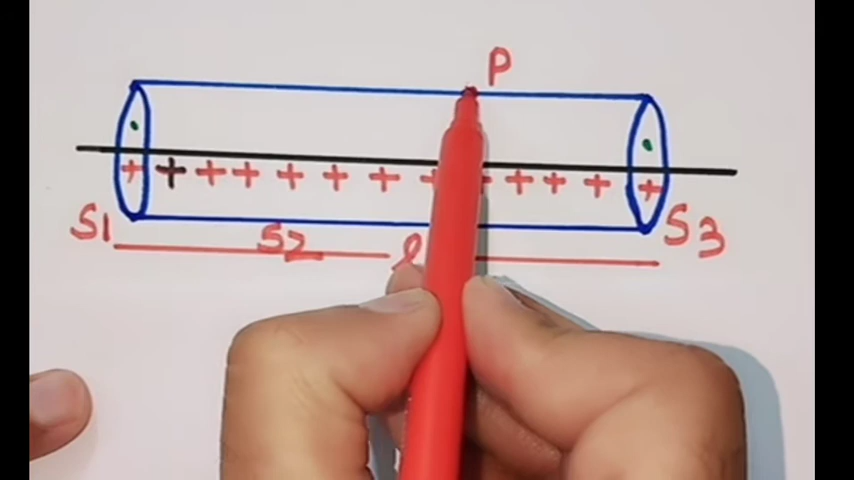 P
+ + + + + + + + + + + +
S1 S2 l S3